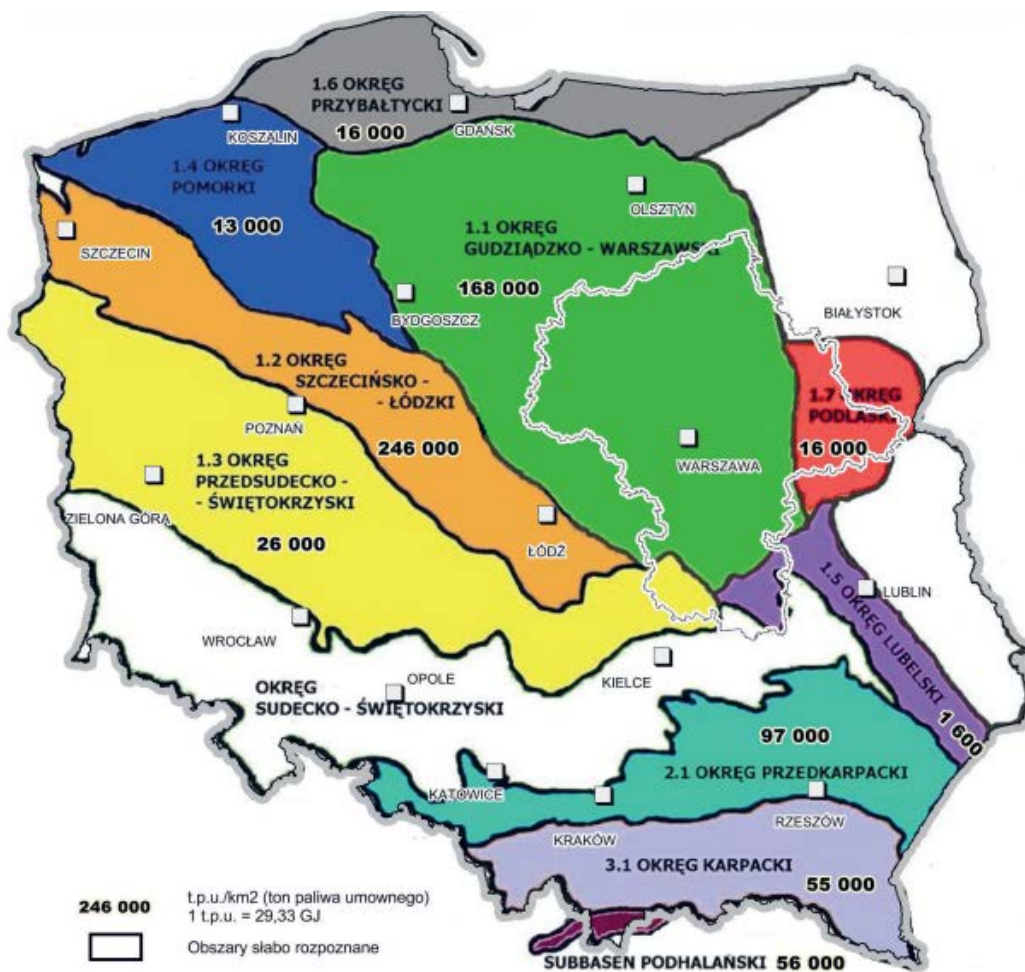 1.6 OKRĘG
PRZYBAŁTYCKI
16 000
GDAŃSK
KOSZALIN
1.4 OKRĘG
POMORKI
13 000
OLSZTYN
SZCZECIN
1.1 OKRĘG
GUDZIĄDZKO - WARSZAWSKI
168 000
BYDGOSZCZ
BIAŁYSTOK
1.2 OKRĘG
SZCZECIŃSKO -
- ŁÓDZKI
246 000
1.7 OKRĘG
PODLASKI
16 000
POZNAŃ
WARSZAWA
1.3 OKRĘG
PRZEDSUDECKO -
- ŚWIĘTOKRZYSKI
26 000
ZIELONA GÓRA
ŁÓDŹ
1.5 OKRĘG LUBELSKI
1 600
LUBLIN
WROCŁAW
OPOLE
KIELCE
OKRĘG
SUDECKO - ŚWIĘTOKRZYSKI
97 000
2.1 OKRĘG PRZEDKARPACKI
KATOWICE
KRAKÓW
RZESZÓW
3.1 OKRĘG KARPACKI
55 000
246 000
t.p.u./km2 (ton paliwa umownego)
1 t.p.u. = 29,33 GJ
Obszary słabo rozpoznane
SUBBASEN PODHALAŃSKI 56 000